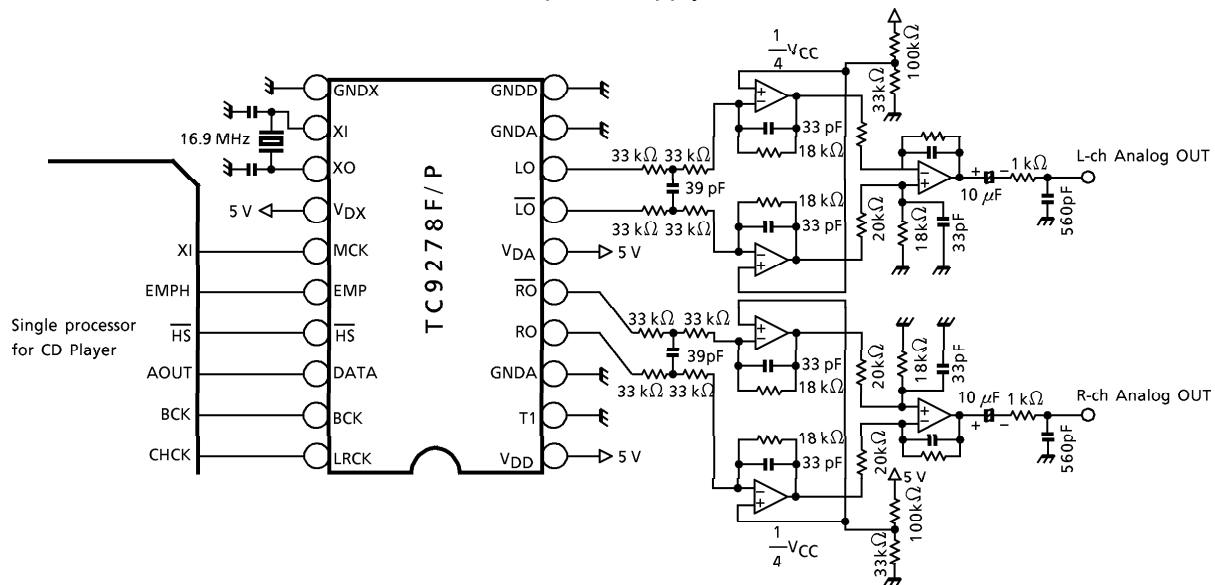 GNDX
XI
16.9 MHz
XO
5 V
VDX
XI
MCK
EMPH
EMP
Single processor
for CD Player
HS
HS
AOUT
DATA
BCK
BCK
CHCK
LRCK
TC9278F/P
GNDD
GNDA
LO
LO
VDA
5 V
RO
RO
GNDA
T1
VDD
5 V
33 kΩ 33 kΩ
39 pF
33 kΩ 33 kΩ
33 kΩ 33 kΩ
39pF
33 kΩ 33 kΩ
1/4 VCC
33 pF
18 kΩ
18 kΩ
33 pF
100kΩ
33kΩ
20kΩ
18kΩ
33pF
10 μF
+ −
1 kΩ
L-ch Analog OUT
560pF
33 pF
18 kΩ
18 kΩ
33 pF
1/4 VCC
20kΩ
18kΩ
33pF
20kΩ
10 μF
+ −
1 kΩ
R-ch Analog OUT
560pF
5 V
100kΩ
33kΩ